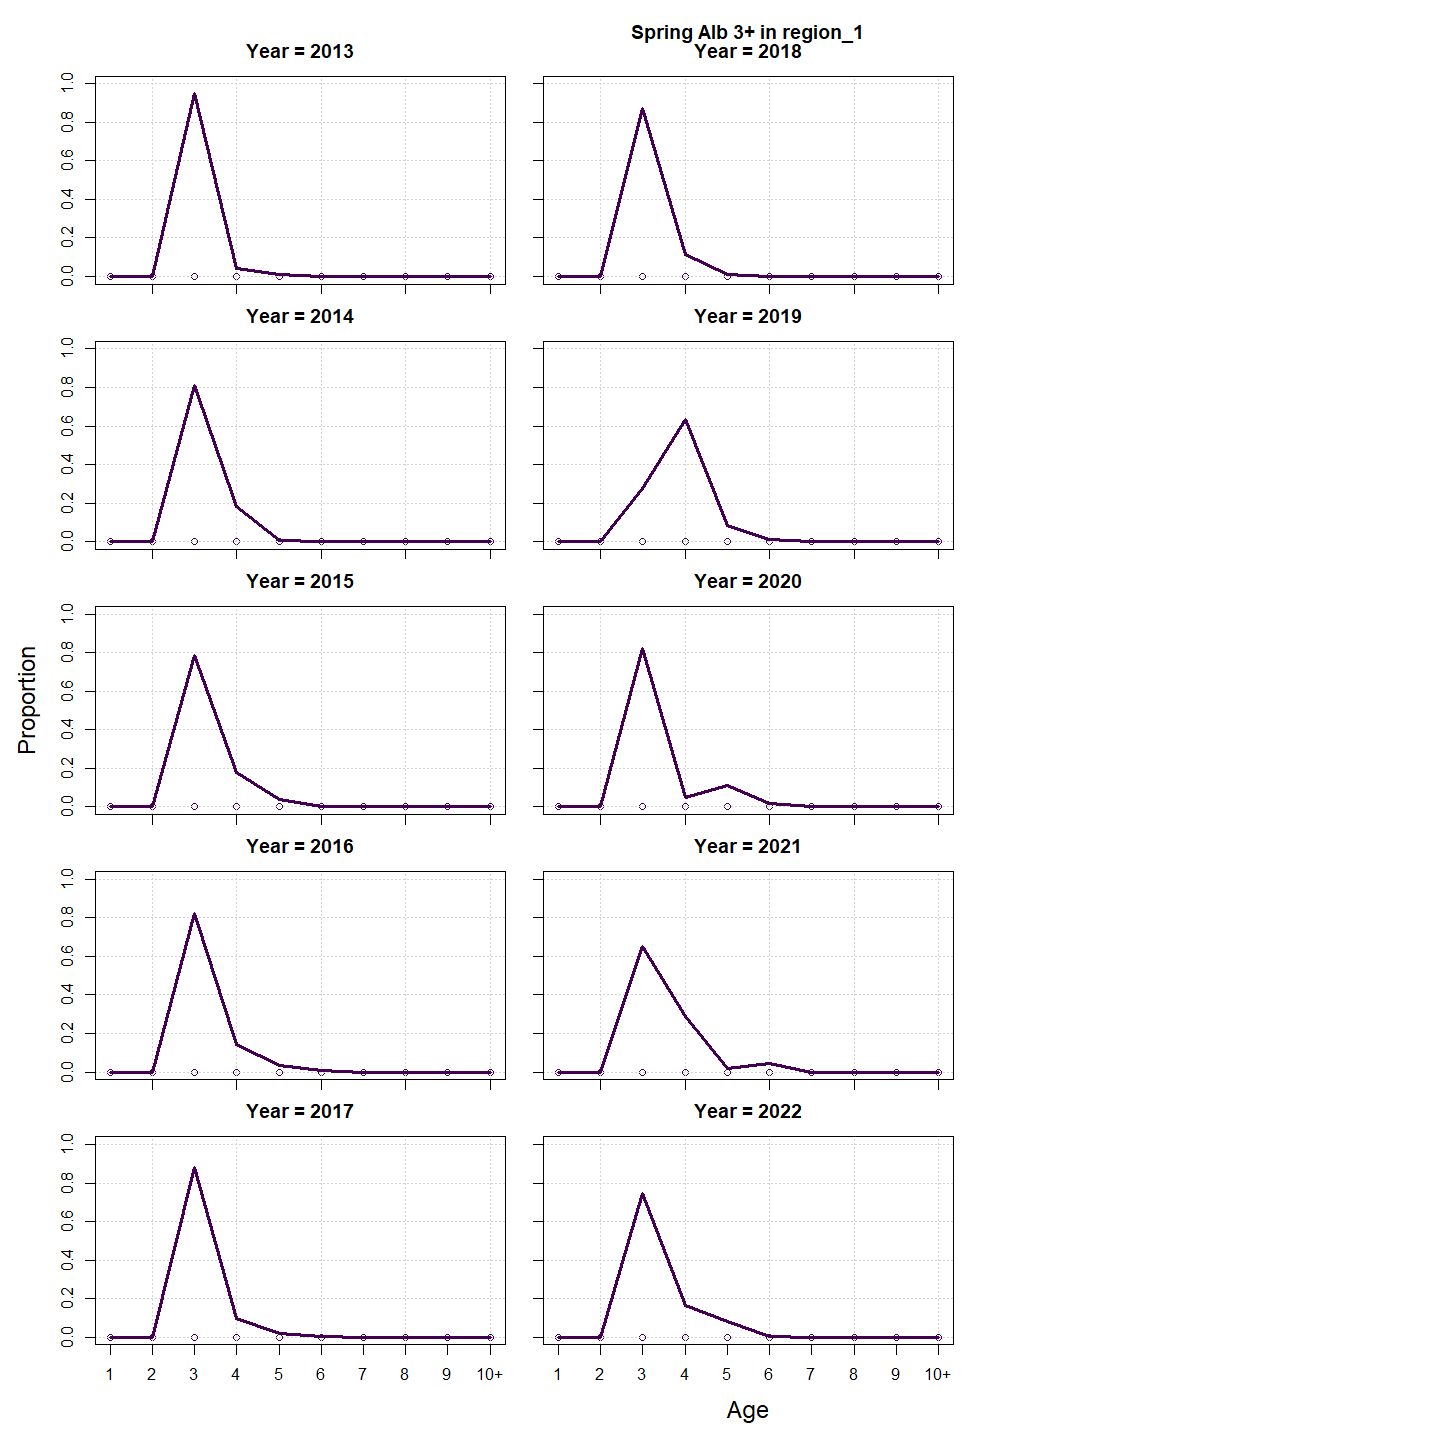 Spring Alb 3+ in region_1
Year = 2013
Year = 2018
1.0
0.8
0.6
0.4
0.2
0.0
Year = 2014
Year = 2019
1.0
0.8
0.6
0.4
0.2
0.0
Year = 2015
Year = 2020
1.0
0.8
0.6
0.4
0.2
0.0
Proportion
Year = 2016
Year = 2021
1.0
0.8
0.6
0.4
0.2
0.0
Year = 2017
Year = 2022
1.0
0.8
0.6
0.4
0.2
0.0
1 2 3 4 5 6 7 8 9 10+
1 2 3 4 5 6 7 8 9 10+
Age